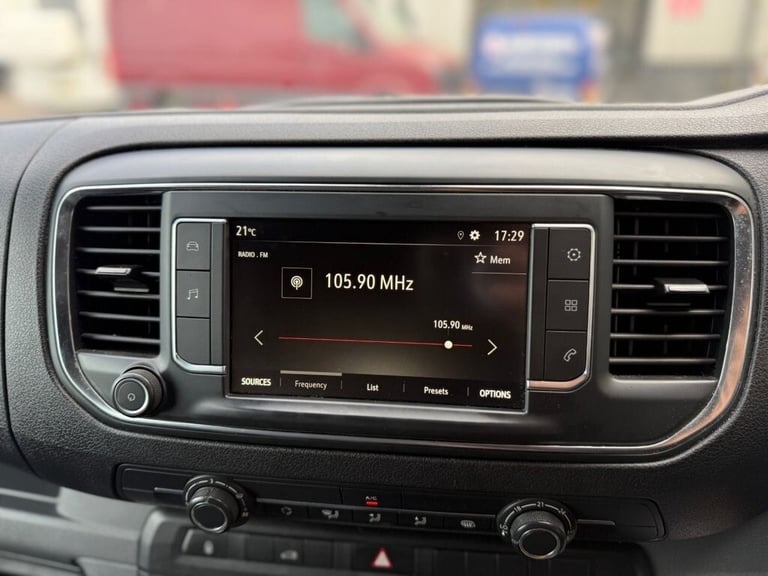 21°C 17:29
RADIO . FM
Mem
105.90 MHz
105.90 MHz
SOURCES Frequency List Presets OPTIONS
A/C